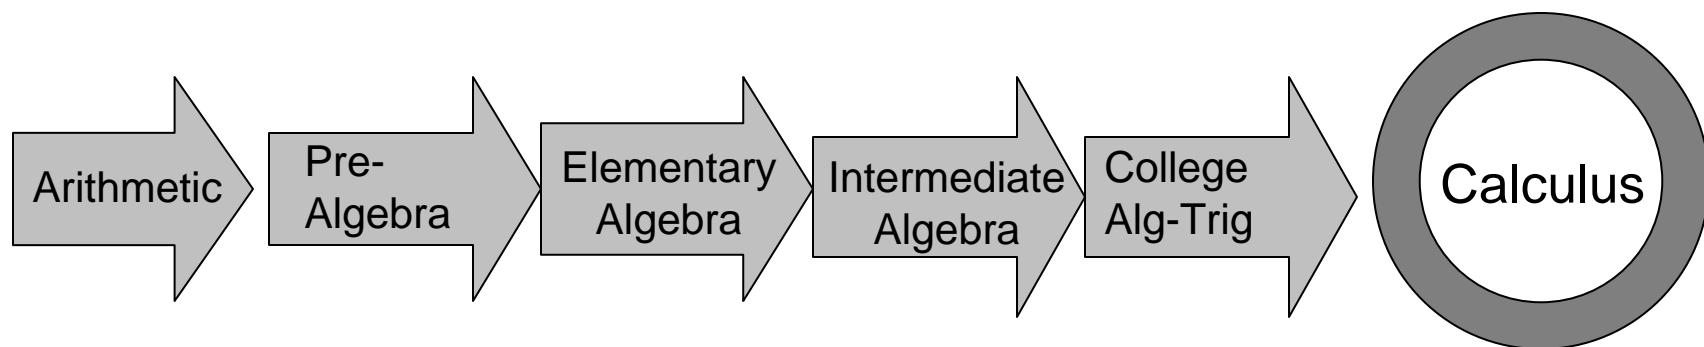 Arithmetic
Pre-
Algebra
Elementary
Algebra
Intermediate
Algebra
College
Alg-Trig
Calculus